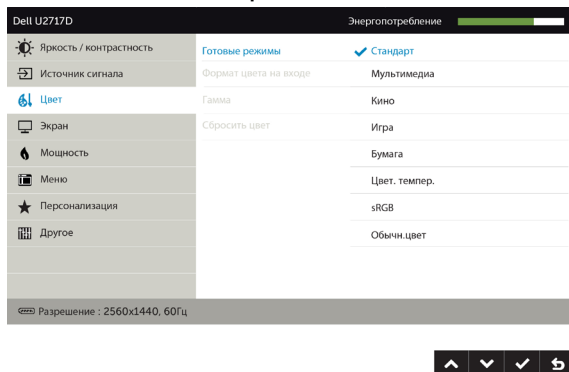 Dell U2717D
Энергопотребление
Яркость / контрастность
Источник сигнала
Цвет
Экран
Мощность
Меню
Персонализация
Другое
Готовые режимы
Формат цвета на входе
Гамма
Сбросить цвет
Стандарт
Мультимедиа
Кино
Игра
Бумага
Цвет. темпер.
sRGB
Обычн.цвет
Разрешение : 2560x1440, 60Гц